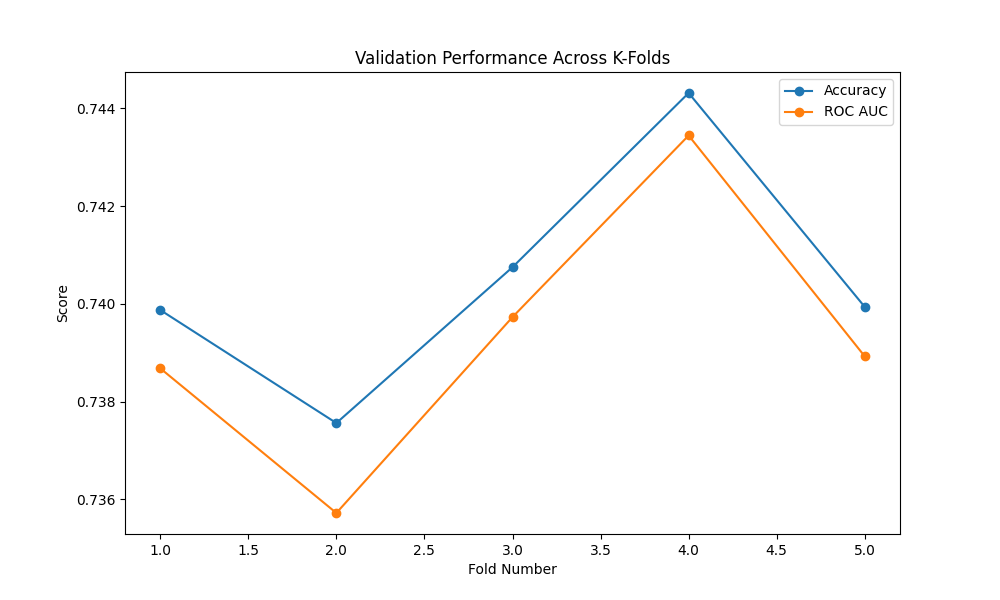 Validation Performance Across K-Folds
Accuracy
ROC AUC
0.744
0.742
0.740
0.738
0.736
Score
1.0 1.5 2.0 2.5 3.0 3.5 4.0 4.5 5.0
Fold Number